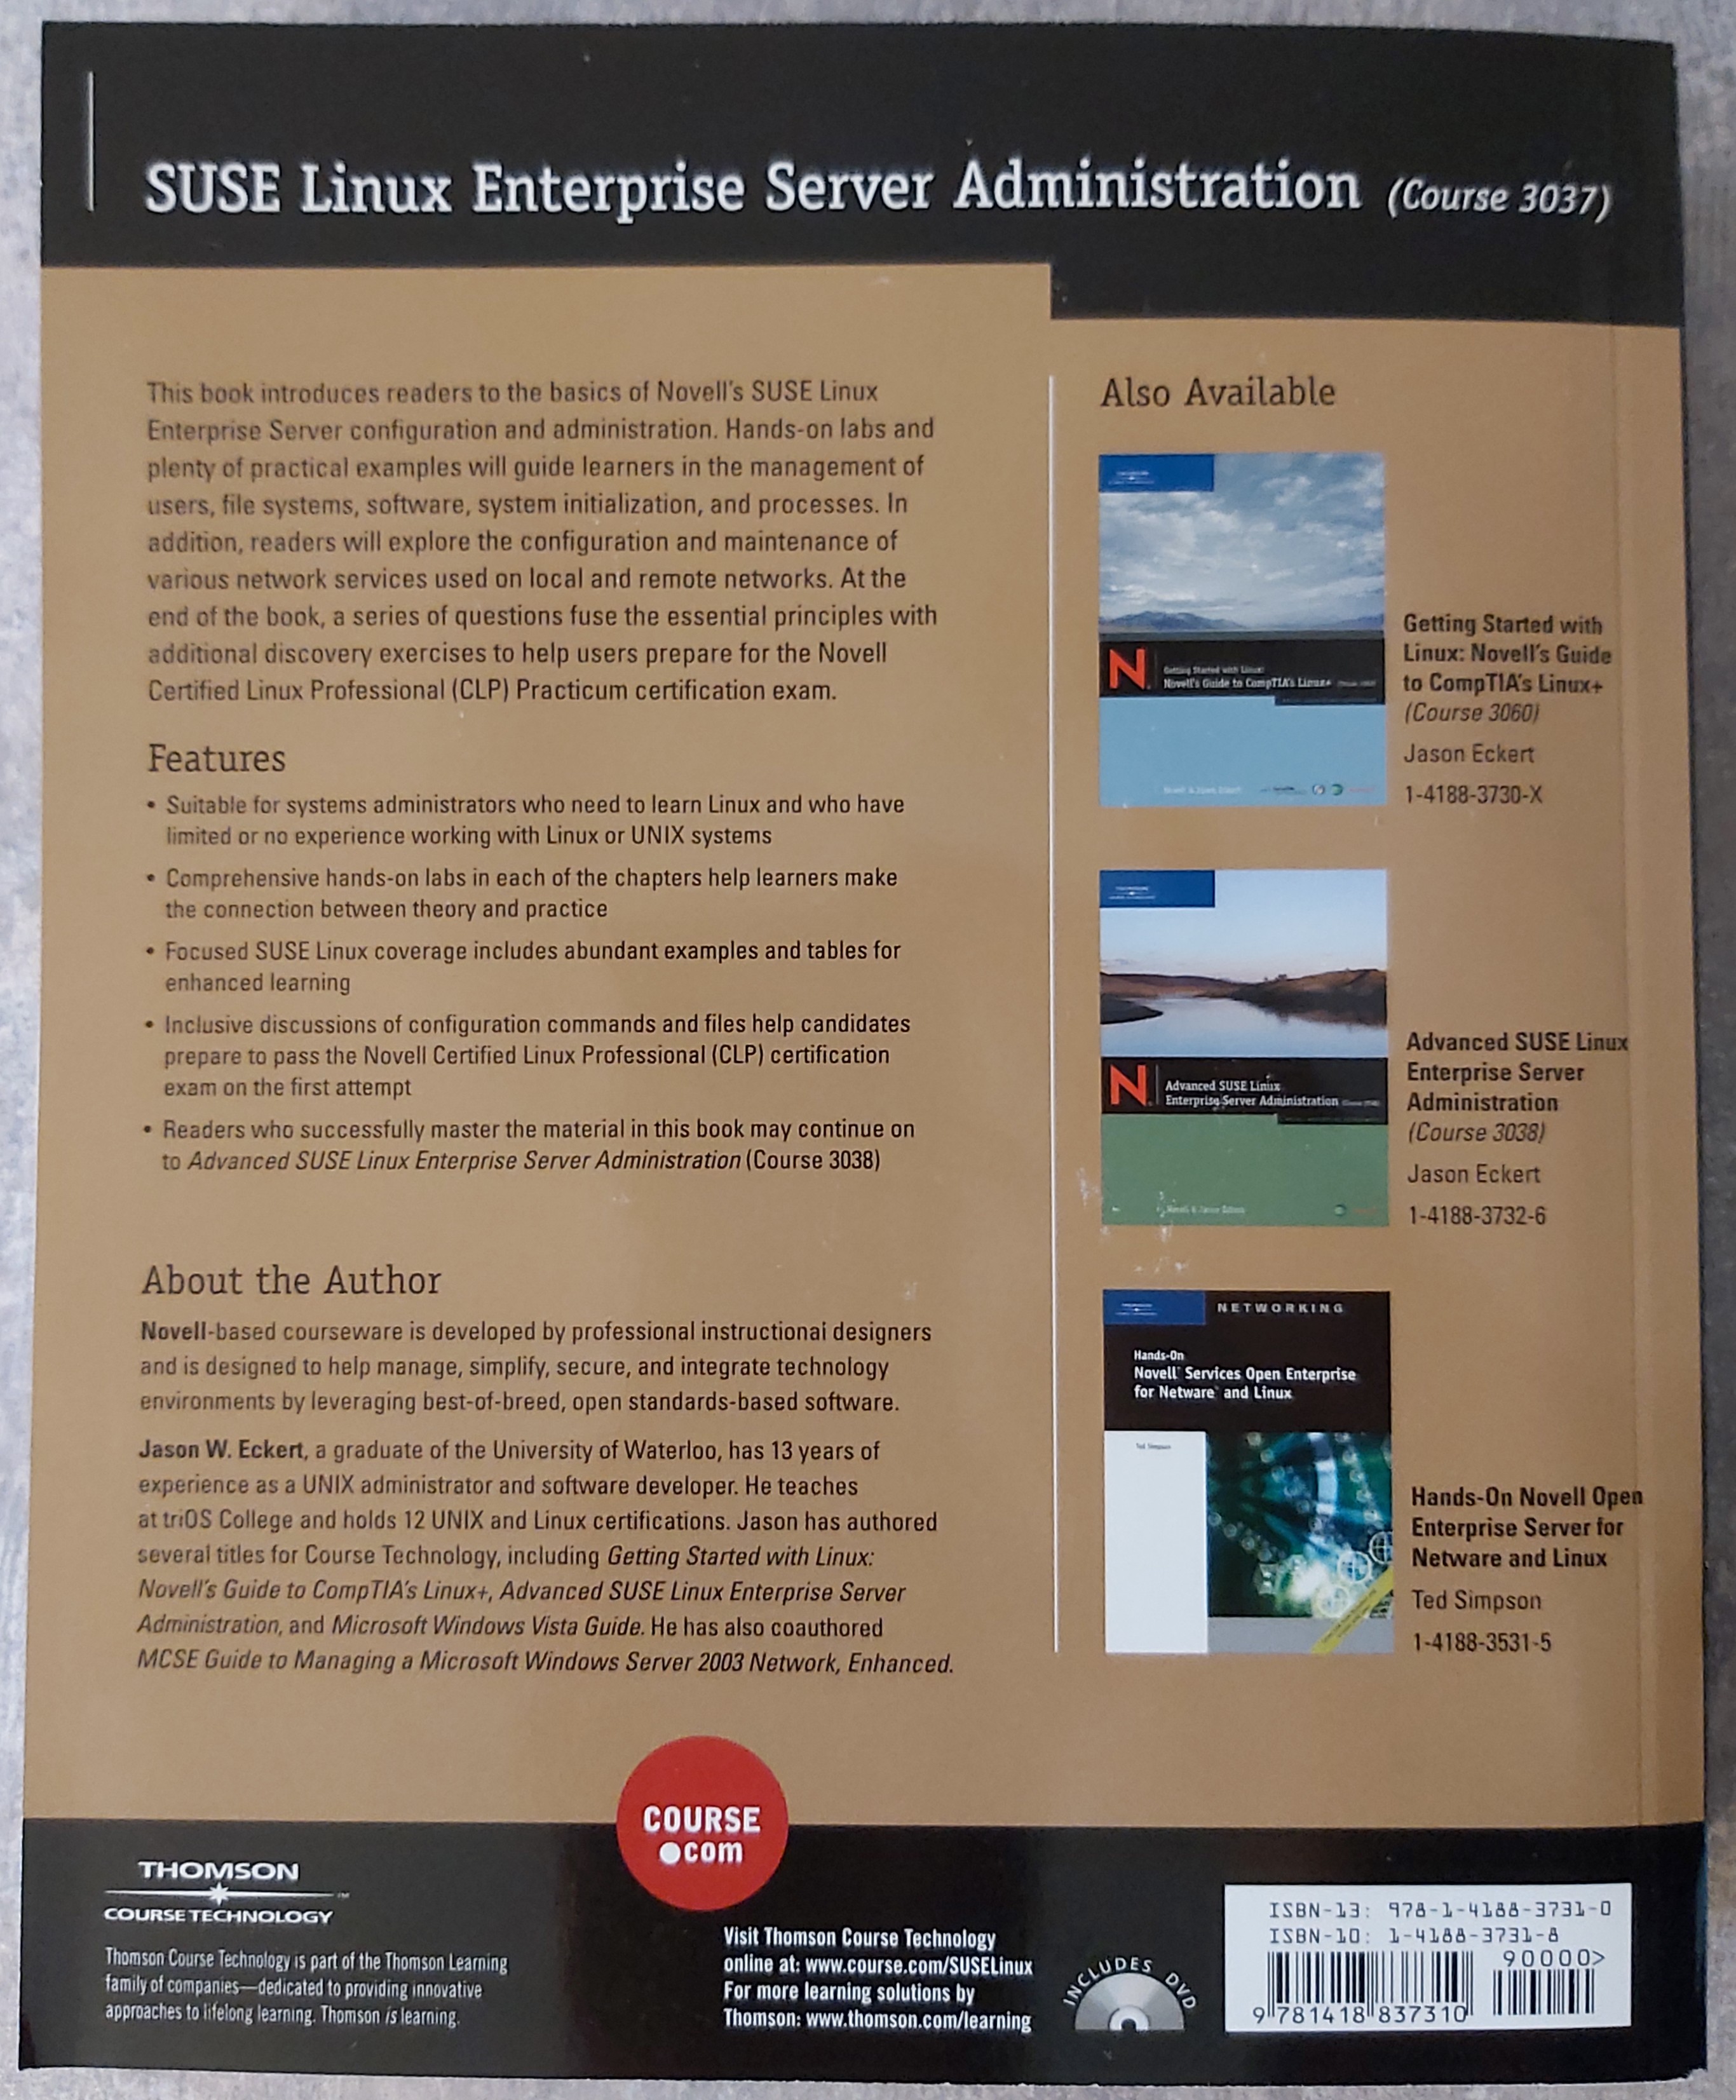 SUSE Linux Enterprise Server Administration (Course 3037)
This book introduces readers to the basics of Novell's SUSE Linux
Enterprise Server configuration and administration. Hands-on labs and
plenty of practical examples will guide learners in the management of
users, file systems, software, system initialization, and processes. In
addition, readers will explore the configuration and maintenance of
various network services used on local and remote networks. At the
end of the book, a series of questions fuse the essential principles with
additional discovery exercises to help users prepare for the Novell
Certified Linux Professional (CLP) Practicum certification exam.
Features
• Suitable for systems administrators who need to learn Linux and who have
limited or no experience working with Linux or UNIX systems
• Comprehensive hands-on labs in each of the chapters help learners make
the connection between theory and practice
• Focused SUSE Linux coverage includes abundant examples and tables for
enhanced learning
• Inclusive discussions of configuration commands and files help candidates
prepare to pass the Novell Certified Linux Professional (CLP) certification
exam on the first attempt
• Readers who successfully master the material in this book may continue on
to Advanced SUSE Linux Enterprise Server Administration (Course 3038)
About the Author
Novell-based courseware is developed by professional instructional designers
and is designed to help manage, simplify, secure, and integrate technology
environments by leveraging best-of-breed, open standards-based software.
Jason W. Eckert, a graduate of the University of Waterloo, has 13 years of
experience as a UNIX administrator and software developer. He teaches
at triOS College and holds 12 UNIX and Linux certifications. Jason has authored
several titles for Course Technology, including Getting Started with Linux:
Novell's Guide to CompTIA's Linux+, Advanced SUSE Linux Enterprise Server
Administration, and Microsoft Windows Vista Guide. He has also coauthored
MCSE Guide to Managing a Microsoft Windows Server 2003 Network, Enhanced.
Also Available
N
Getting Started with Linux:
Novell's Guide to CompTIA's Linux+
Getting Started with
Linux: Novell's Guide
to CompTIA's Linux+
(Course 3060)
Jason Eckert
1-4188-3730-X
N
Advanced SUSE Linux
Enterprise Server Administration
Advanced SUSE Linux
Enterprise Server
Administration
(Course 3038)
Jason Eckert
1-4188-3732-6
NETWORKING
Hands-On
Novell® Services Open Enterprise
for Netware® and Linux
Ted Simpson
Hands-On Novell Open
Enterprise Server for
Netware and Linux
Ted Simpson
1-4188-3531-5
COURSE
●com
THOMSON
™
COURSE TECHNOLOGY
Thomson Course Technology is part of the Thomson Learning
family of companies—dedicated to providing innovative
approaches to lifelong learning. Thomson is learning.
Visit Thomson Course Technology
online at: www.course.com/SUSELinux
For more learning solutions by
Thomson: www.thomson.com/learning
INCLUDES DVD
ISBN-13: 978-1-4188-3731-0
ISBN-10: 1-4188-3731-8
90000>
9 781418 837310